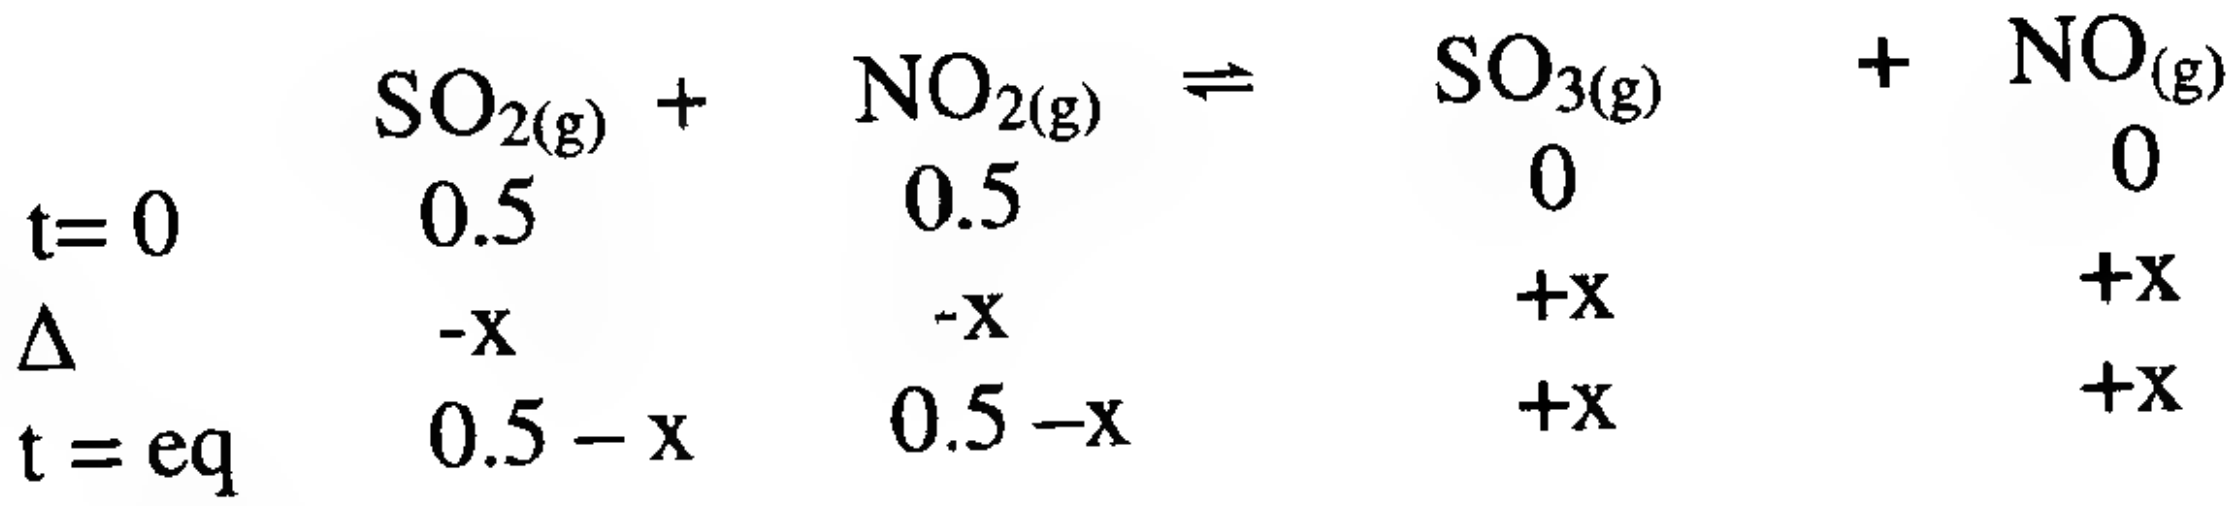 SO₂(g) + NO₂(g) ⇌ SO₃(g) + NO(g)
t= 0 0.5 0.5 0 0
Δ -x -x +x +x
t = eq 0.5 – x 0.5 –x +x +x